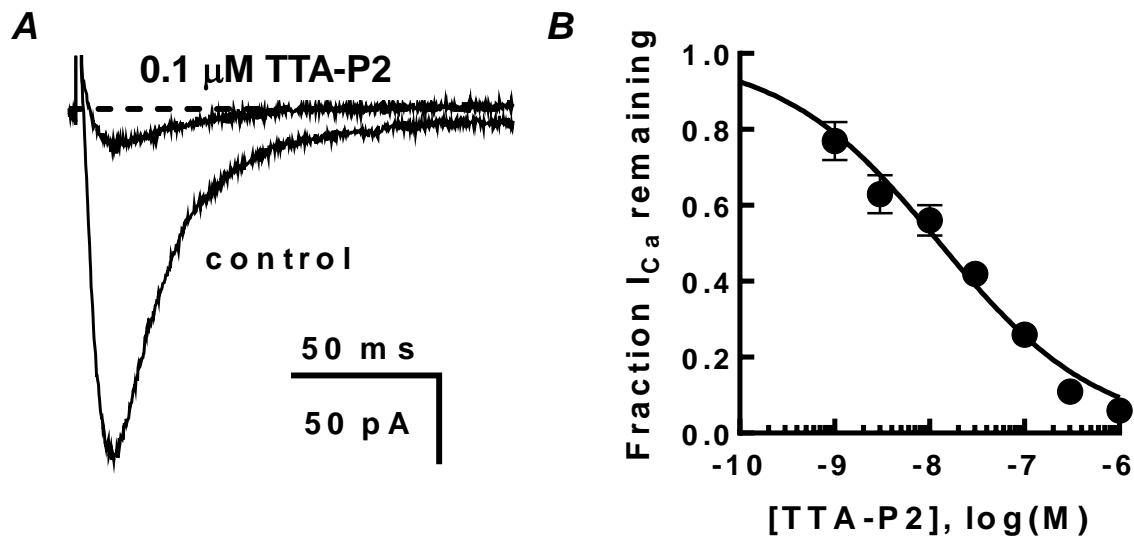 A
0.1 μM TTA-P2
control
50 ms
50 pA
B
Fraction I_Ca remaining
1.0
0.8
0.6
0.4
0.2
0.0
-10 -9 -8 -7 -6
[TTA-P2], log(M)